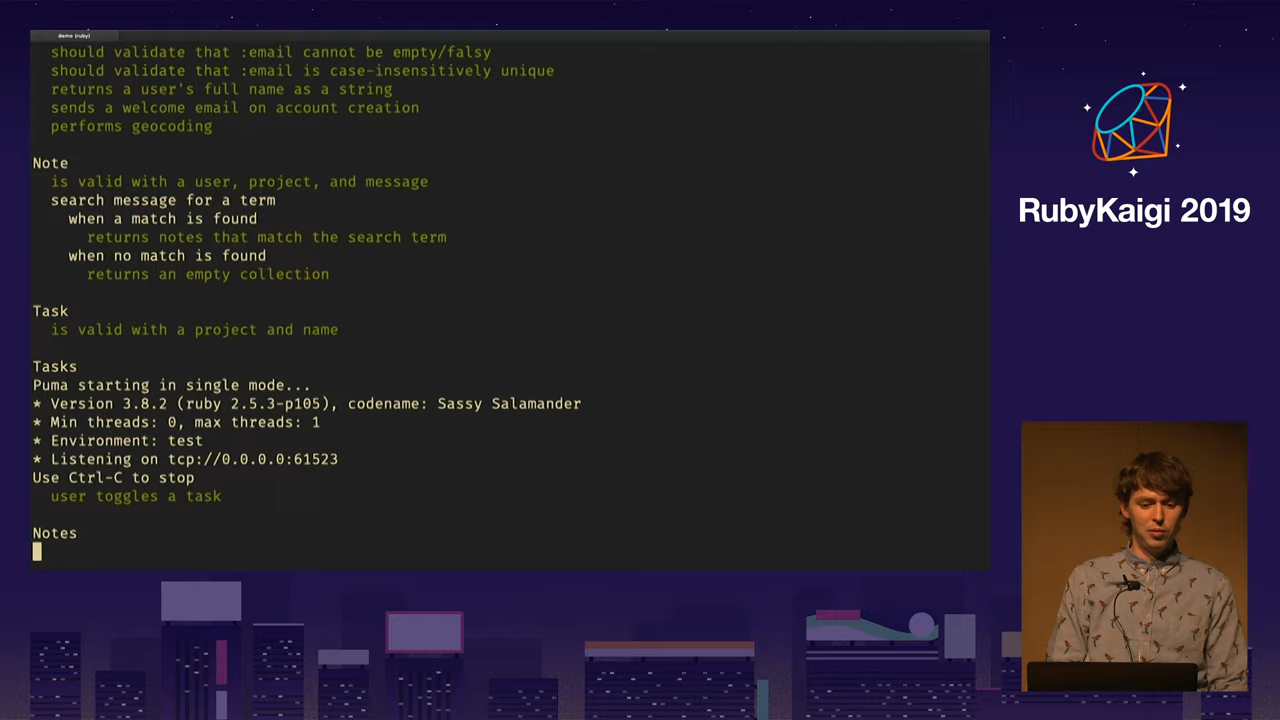 demo (ruby)
should validate that :email cannot be empty/falsy
should validate that :email is case-insensitively unique
returns a user's full name as a string
sends a welcome email on account creation
performs geocoding
Note
is valid with a user, project, and message
search message for a term
when a match is found
returns notes that match the search term
when no match is found
returns an empty collection
Task
is valid with a project and name
Tasks
Puma starting in single mode...
* Version 3.8.2 (ruby 2.5.3-p105), codename: Sassy Salamander
* Min threads: 0, max threads: 1
* Environment: test
* Listening on tcp://0.0.0.0:61523
Use Ctrl-C to stop
user toggles a task
Notes
RubyKaigi 2019